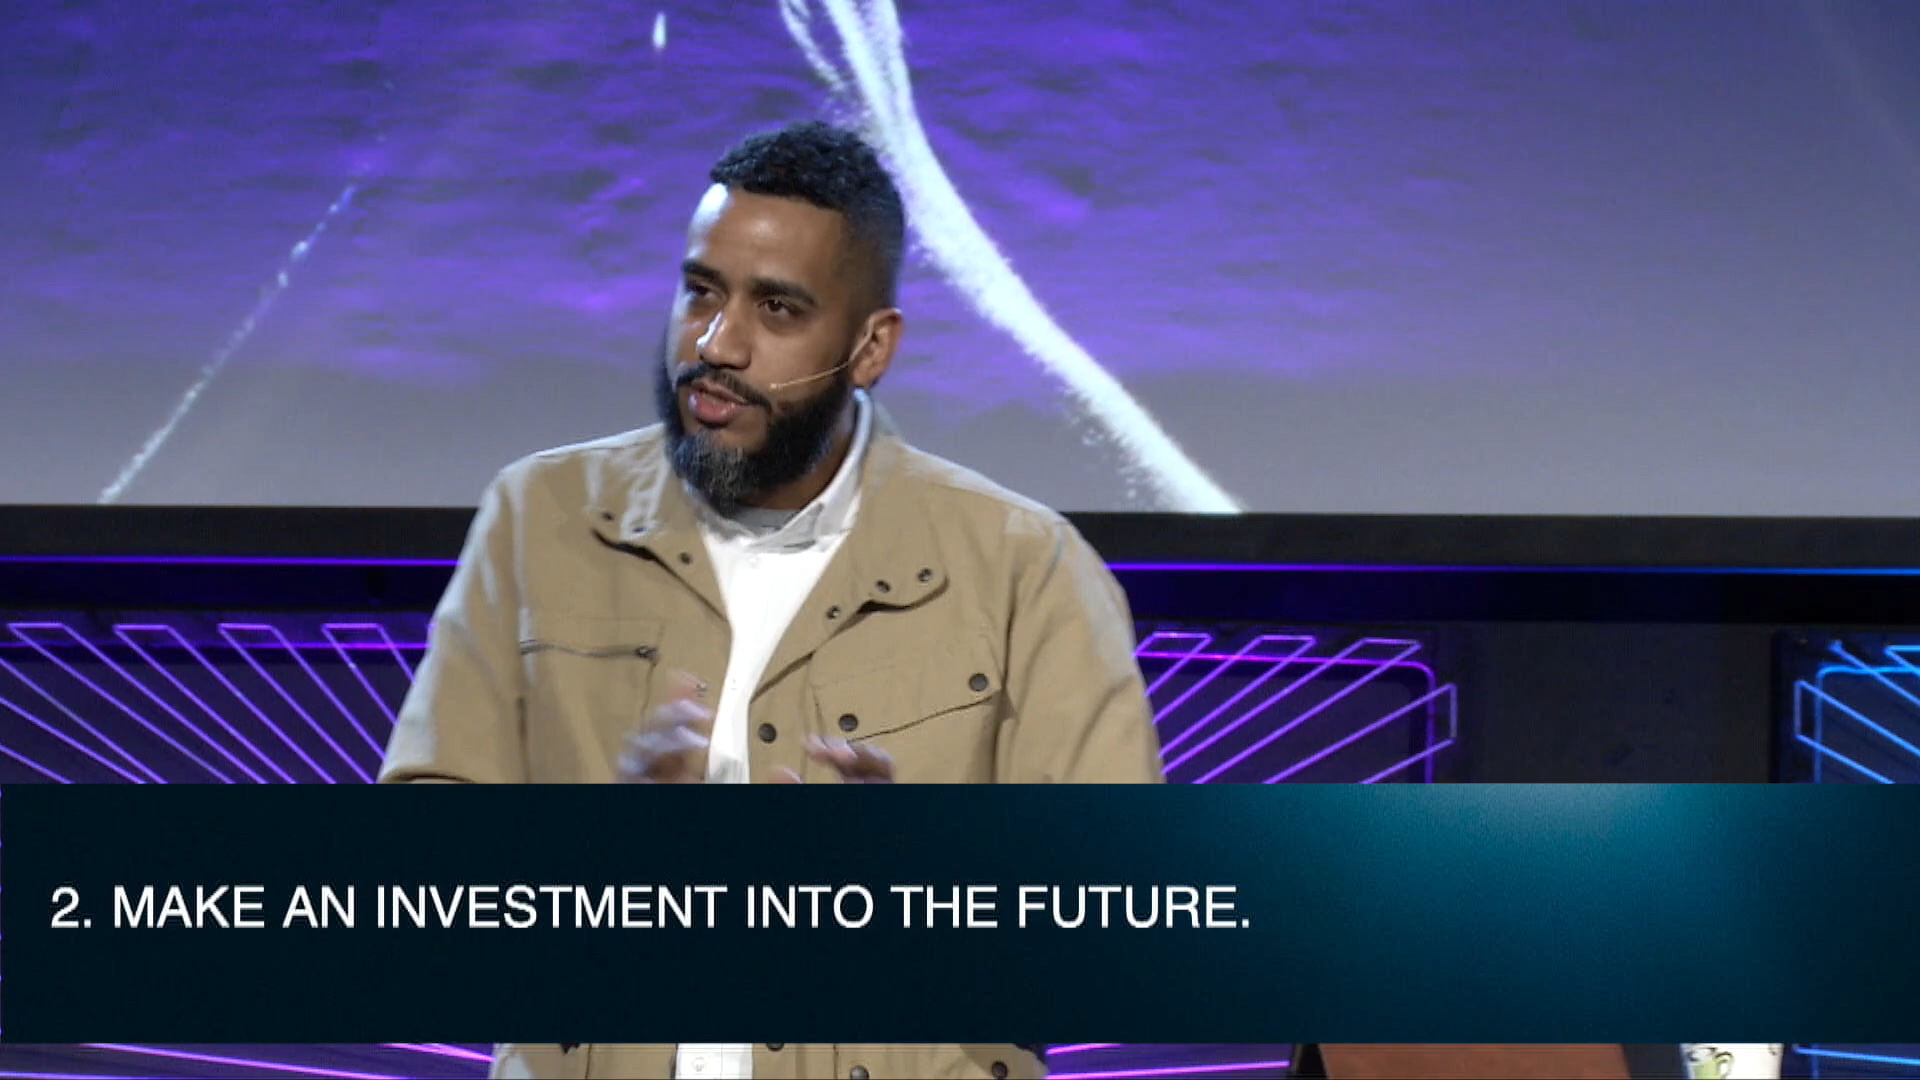 2. MAKE AN INVESTMENT INTO THE FUTURE.